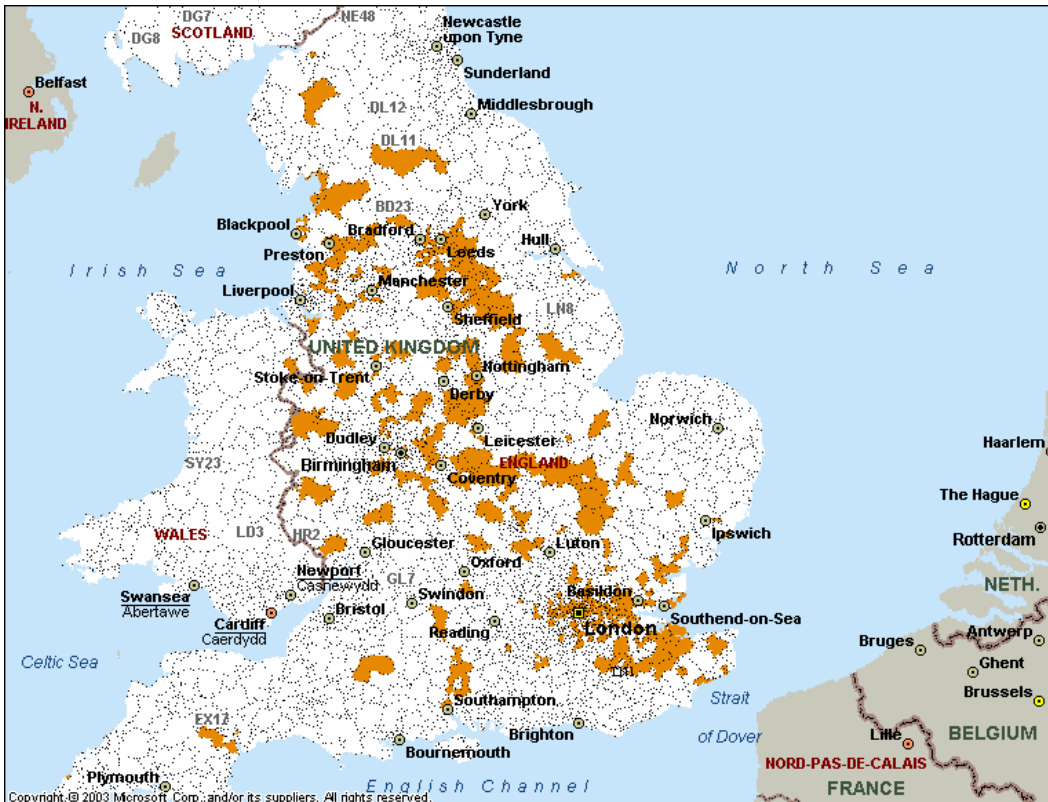 DG7
NE48
DG8
SCOTLAND
Newcastle
upon Tyne
Sunderland
Belfast
N.
IRELAND
DL12
Middlesbrough
DL11
BD23
York
Blackpool
Bradford
Hull
Preston
Leeds
Irish Sea
North Sea
Manchester
Liverpool
LN8
Sheffield
UNITED KINGDOM
Stoke-on-Trent
Nottingham
Derby
Norwich
Dudley
Leicester
Haarlem
Birmingham
ENGLAND
SY23
Coventry
The Hague
LD3
HR2
WALES
Ipswich
Rotterdam
Gloucester
Luton
Oxford
Newport
Casnewydd
GL7
NETH.
Swansea
Abertawe
Swindon
Basildon
Cardiff
Caerdydd
Bristol
Reading
London
Southend-on-Sea
Antwerp
Bruges
Celtic Sea
Ghent
Strait
of Dover
Brussels
Southampton
EX17
Brighton
BELGIUM
Bournemouth
Lille
NORD-PAS-DE-CALAIS
Plymouth
English Channel
FRANCE
Copyright © 2003 Microsoft Corp. and/or its suppliers. All rights reserved.